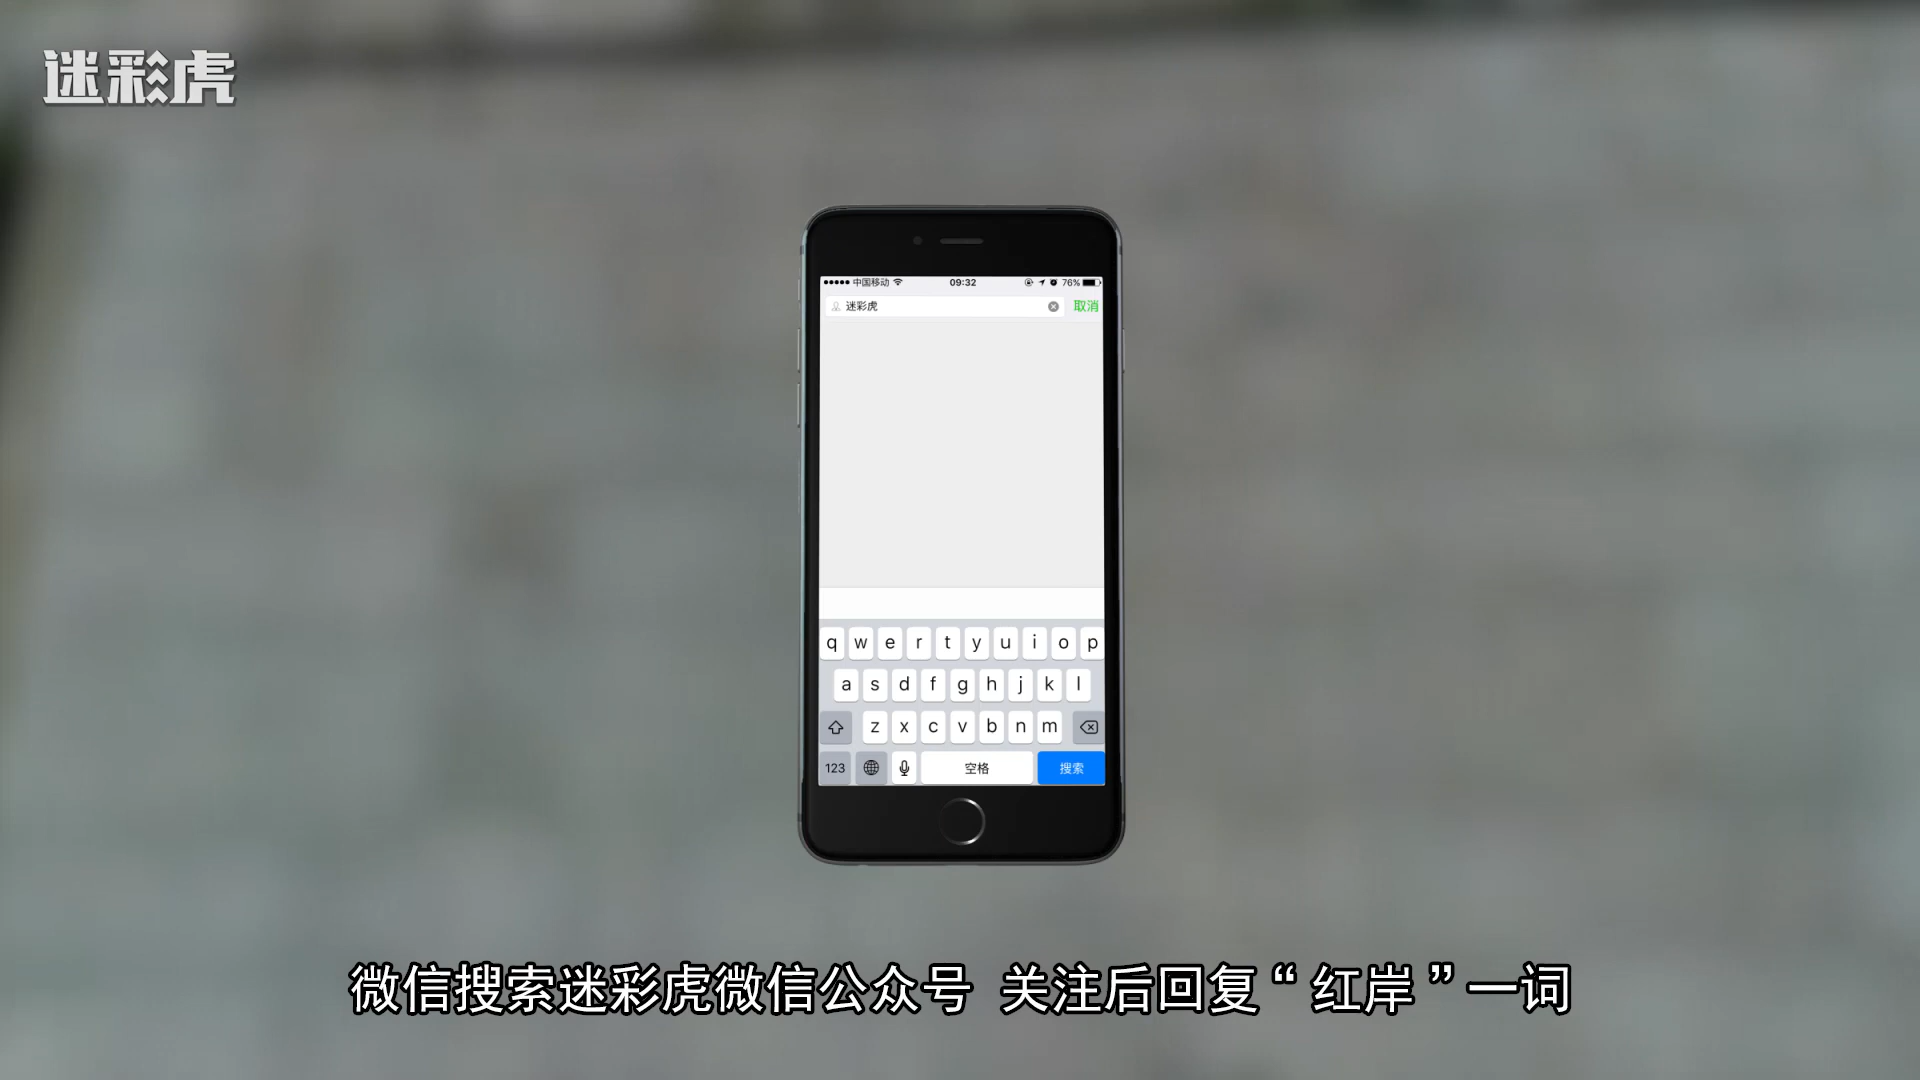 迷彩虎
中国移动 09:32 76%
迷彩虎 取消
q w e r t y u i o p
a s d f g h j k l
z x c v b n m
123 空格 搜索
微信搜索迷彩虎微信公众号 关注后回复“红岸”一词